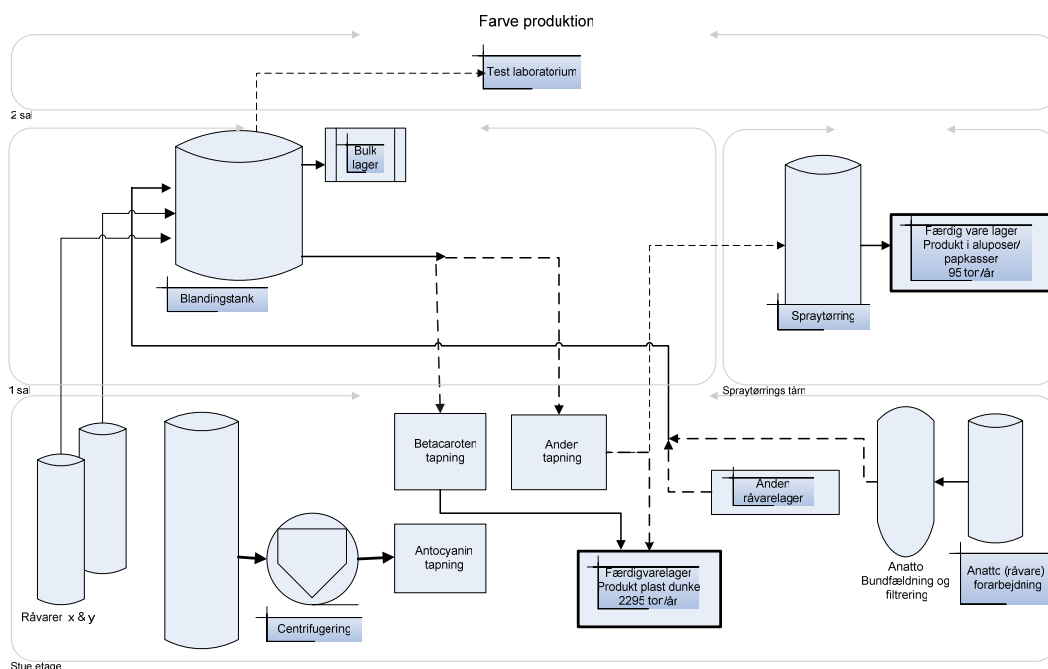 Farve produktion
Test laboratorium
2 sal
Bulk
lager
Færdig vare lager
Produkt i aluposer/
papkasser
95 ton/år
Blandingstank
Spraytørring
1 sal
Spraytørrings tårn
Betacaroten
tapning
Anden
tapning
Anden
råvarelager
Antocyanin
tapning
Færdigvarelager
Produkt plast dunke
2295 ton/år
Anatto
Bundfældning og
filtrering
Anatto (råvare)
forarbejdning
Råvarer x & y
Centrifugering
Stue etage